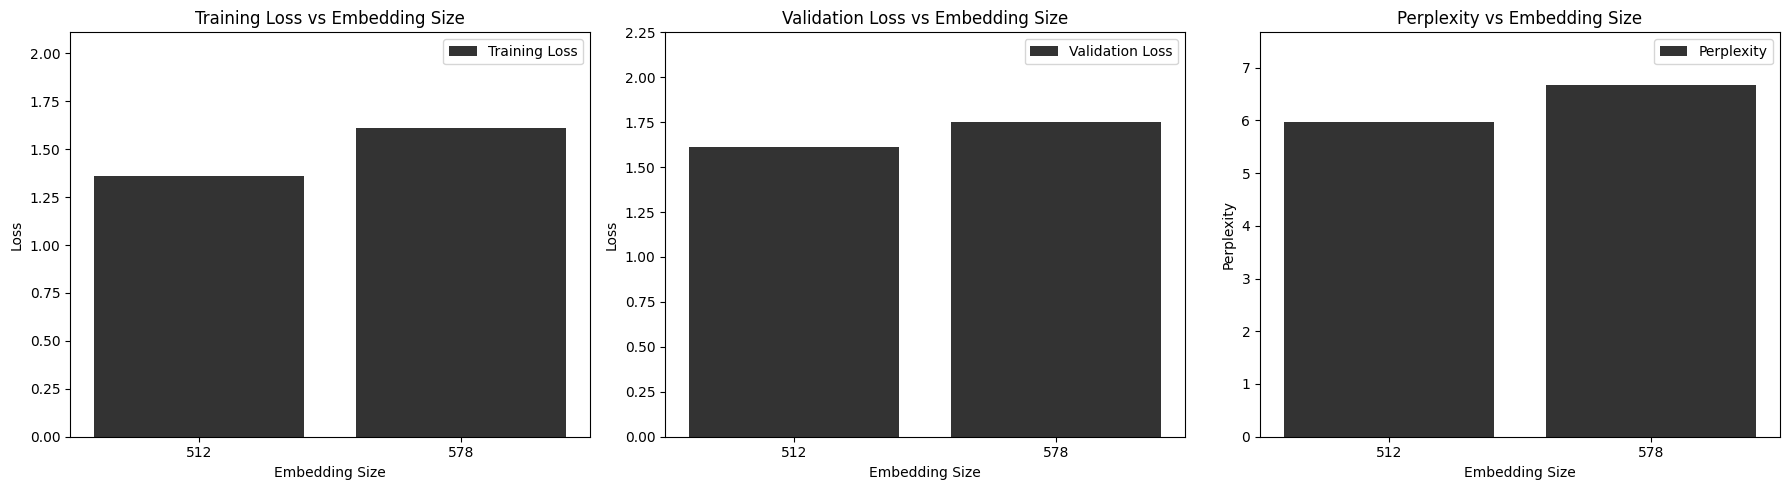 Training Loss vs Embedding Size
Training Loss
2.00
1.75
1.50
1.25
1.00
0.75
0.50
0.25
0.00
Loss
512 578
Embedding Size
Validation Loss vs Embedding Size
Validation Loss
2.25
2.00
1.75
1.50
1.25
1.00
0.75
0.50
0.25
0.00
Loss
512 578
Embedding Size
Perplexity vs Embedding Size
Perplexity
7
6
5
4
3
2
1
0
Perplexity
512 578
Embedding Size